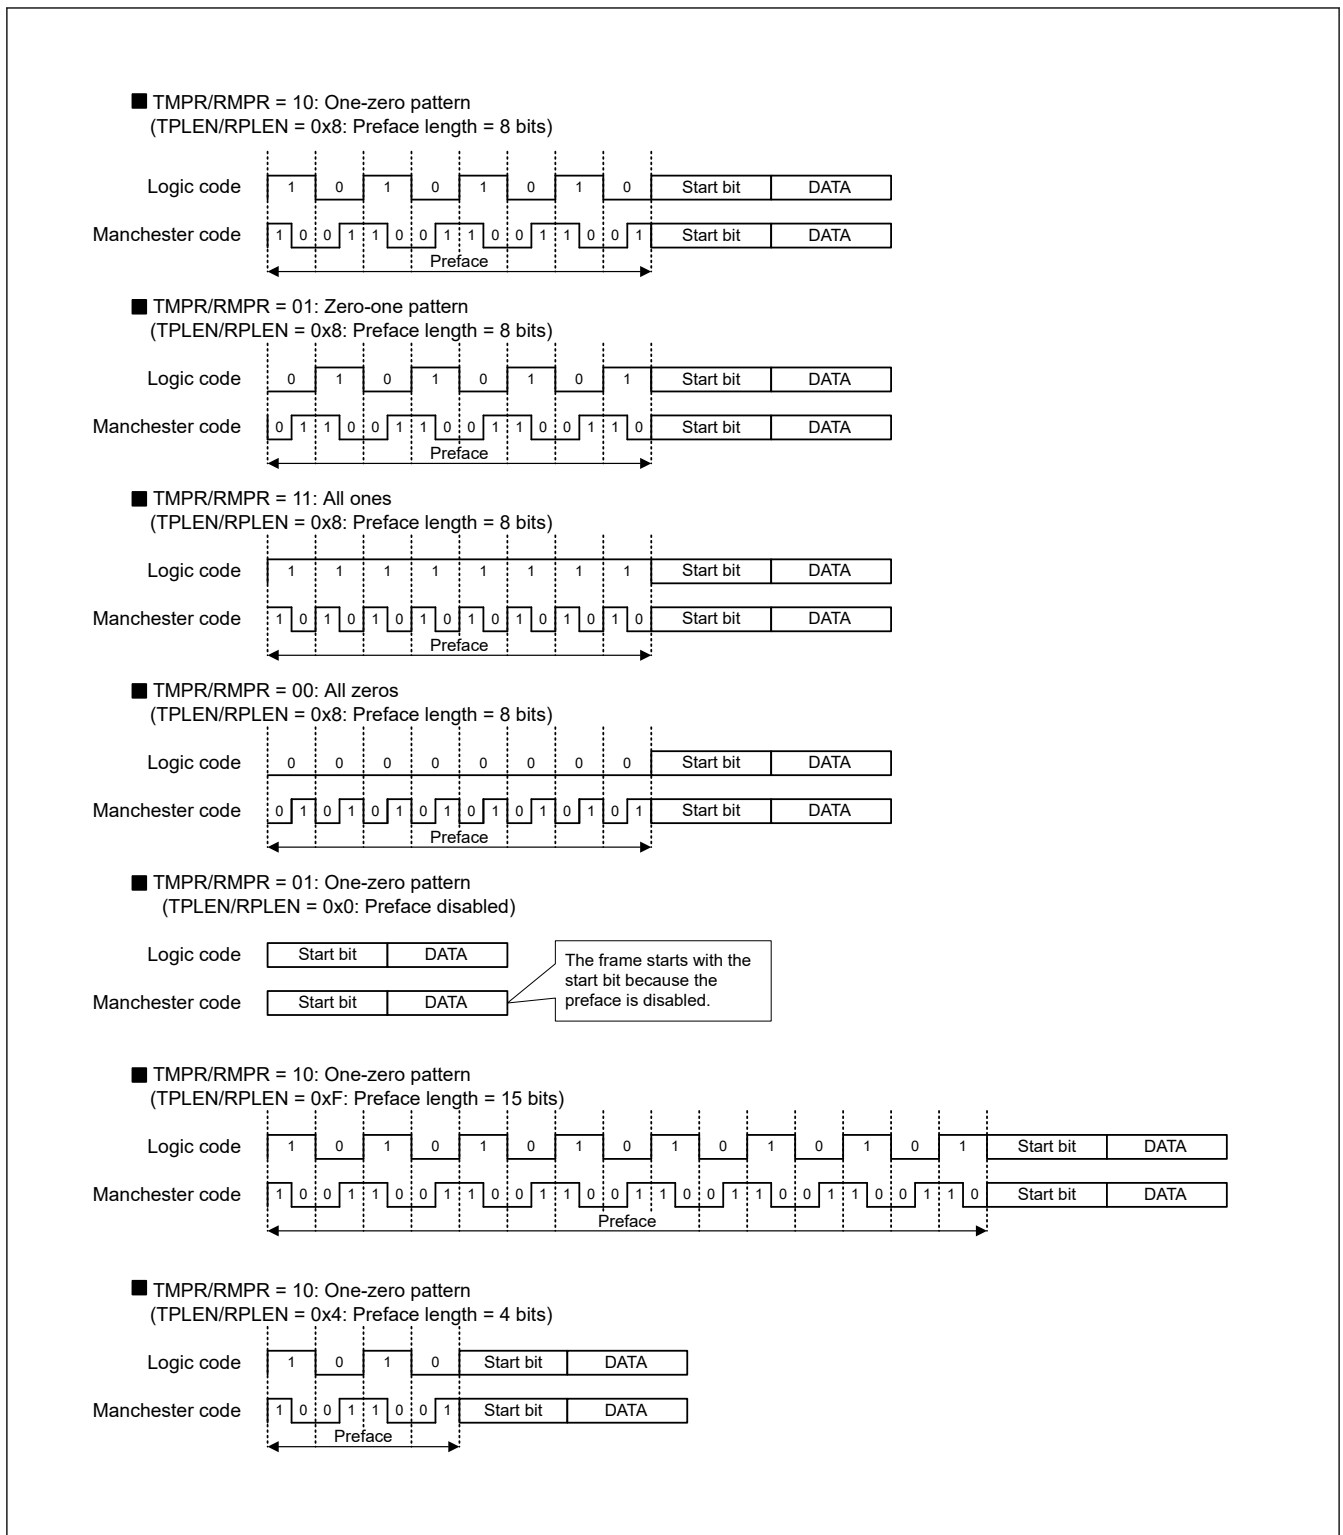 ■ TMPR/RMPR = 10: One-zero pattern
(TPLEN/RPLEN = 0x8: Preface length = 8 bits)
Logic code 1 0 1 0 1 0 1 0 Start bit DATA
Manchester code 1 0 0 1 1 0 0 1 1 0 0 1 1 0 0 1 Start bit DATA
Preface
■ TMPR/RMPR = 01: Zero-one pattern
(TPLEN/RPLEN = 0x8: Preface length = 8 bits)
Logic code 0 1 0 1 0 1 0 1 Start bit DATA
Manchester code 0 1 1 0 0 1 1 0 0 1 1 0 0 1 1 0 Start bit DATA
Preface
■ TMPR/RMPR = 11: All ones
(TPLEN/RPLEN = 0x8: Preface length = 8 bits)
Logic code 1 1 1 1 1 1 1 1 Start bit DATA
Manchester code 1 0 1 0 1 0 1 0 1 0 1 0 1 0 1 0 Start bit DATA
Preface
■ TMPR/RMPR = 00: All zeros
(TPLEN/RPLEN = 0x8: Preface length = 8 bits)
Logic code 0 0 0 0 0 0 0 0 Start bit DATA
Manchester code 0 1 0 1 0 1 0 1 0 1 0 1 0 1 0 1 Start bit DATA
Preface
■ TMPR/RMPR = 01: One-zero pattern
(TPLEN/RPLEN = 0x0: Preface disabled)
Logic code Start bit DATA
Manchester code Start bit DATA
The frame starts with the
start bit because the
preface is disabled.
■ TMPR/RMPR = 10: One-zero pattern
(TPLEN/RPLEN = 0xF: Preface length = 15 bits)
Logic code 1 0 1 0 1 0 1 0 1 0 1 0 1 0 1 Start bit DATA
Manchester code 1 0 0 1 1 0 0 1 1 0 0 1 1 0 0 1 1 0 0 1 1 0 0 1 1 0 0 1 1 0 Start bit DATA
Preface
■ TMPR/RMPR = 10: One-zero pattern
(TPLEN/RPLEN = 0x4: Preface length = 4 bits)
Logic code 1 0 1 0 Start bit DATA
Manchester code 1 0 0 1 1 0 0 1 Start bit DATA
Preface